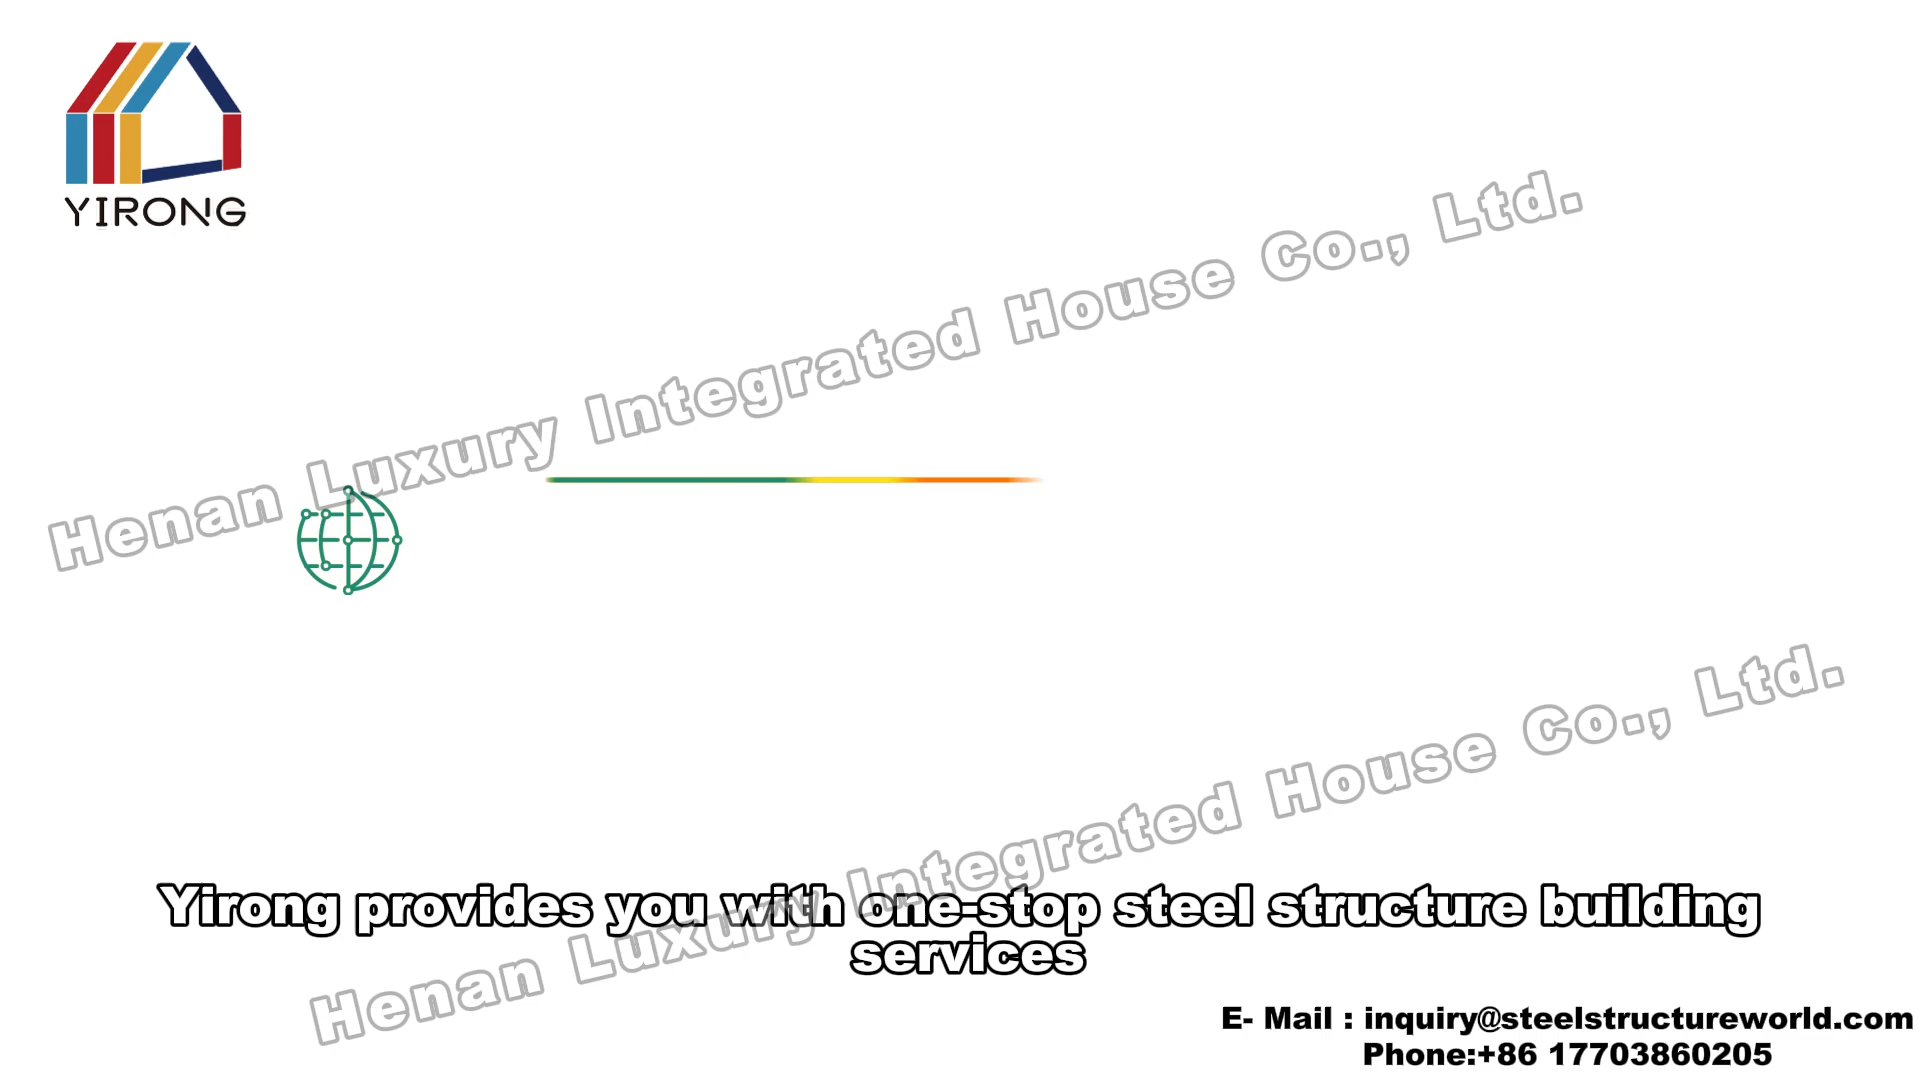 YIRONG
Henan Luxury Integrated House Co., Ltd.
Henan Luxury Integrated House Co., Ltd.
Yirong provides you with one-stop steel structure building
services
E- Mail : inquiry@steelstructureworld.com
Phone:+86 17703860205